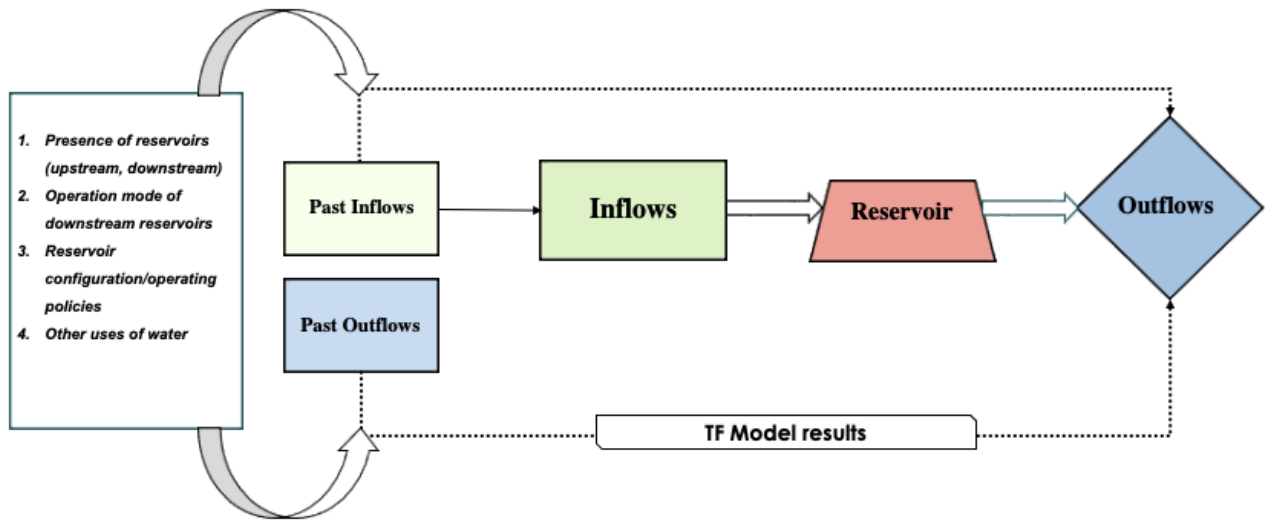 1. Presence of reservoirs
(upstream, downstream)
2. Operation mode of
downstream reservoirs
3. Reservoir
configuration/operating
policies
4. Other uses of water
Past Inflows
Past Outflows
Inflows
Reservoir
Outflows
TF Model results